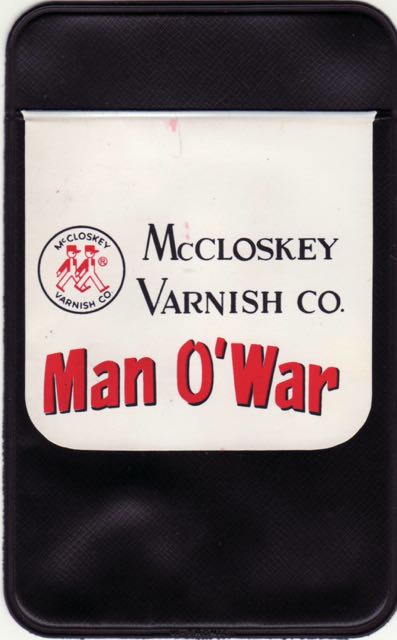 McCLOSKEY
VARNISH CO.
®
McCloskey
Varnish Co.
Man O'War